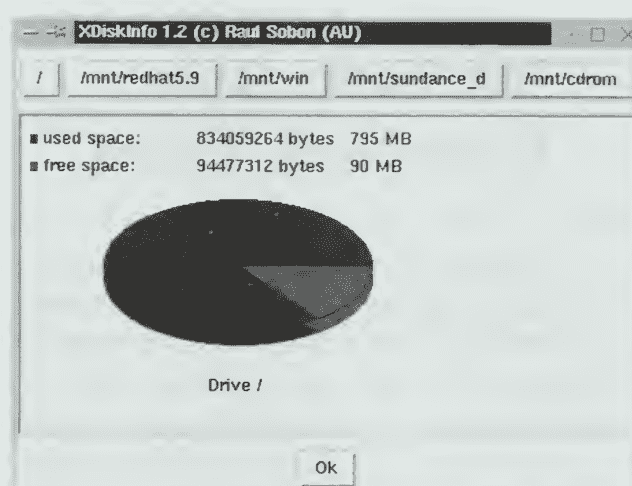 XDiskInfo 1.2 (c) Raul Sobon (AU)
/ /mnt/redhat5.9 /mnt/win /mnt/sundance_d /mnt/cdrom
used space: 834059264 bytes 795 MB
free space: 94477312 bytes 90 MB
Drive /
Ok